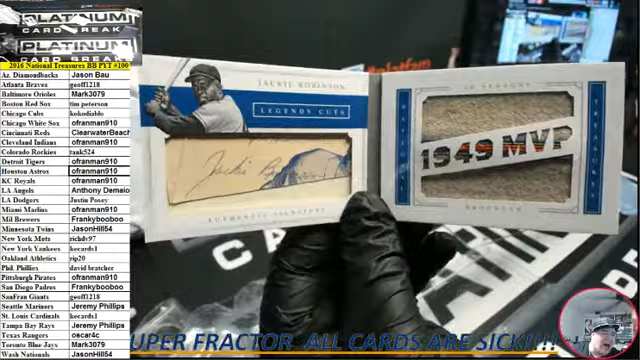 PLATINUM
CARD BREAK
PLATINUM
CARD BREAK
2016 National Treasures BB PYT #100
Az. Diamondbacks Jason Bau
Atlanta Braves geoff1218
Baltimore Orioles Mark3079
Boston Red Sox tim peterson
Chicago Cubs kokodiablo
Chicago White Sox ofranman910
Cincinnati Reds ClearwaterBeach
Cleveland Indians ofranman910
Colorado Rockies tank524
Detroit Tigers ofranman910
Houston Astros ofranman910
KC Royals ofranman910
LA Angels Anthony Demaio
LA Dodgers Justin Posey
Miami Marlins ofranman910
Mil Brewers Frankybooboo
Minnesota Twins JasonHill54
New York Mets richdv97
New York Yankees kecards1
Oakland Athletics rip20
Phil. Phillies david bratcher
Pittsburgh Pirates ofranman910
San Diego Padres Frankybooboo
SanFran Giants geoff1218
Seattle Mariners Jeremy Phillips
St. Louis Cardinals kecards1
Tampa Bay Rays Jeremy Phillips
Texas Rangers oscar4c
Toronto Blue Jays Mark3079
Wash Nationals JasonHill54
JACKIE ROBINSON
LEGENDS CUTS
Jackie
AUTHENTIC SIGNATURE
1949 MVP
NATIONAL
TREASURES
BROOKLYN
UPER FRACTOR ALL CARDS ARE SICK!!!!